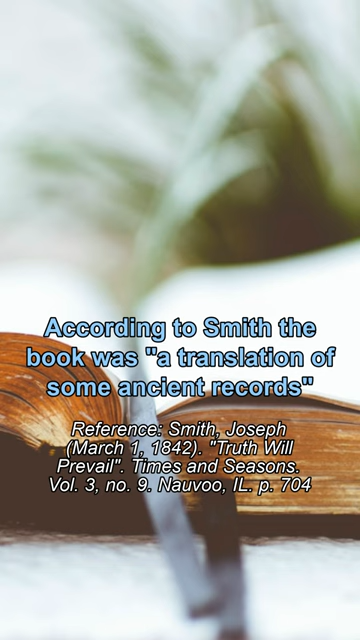 According to Smith the
book was "a translation of
some ancient records"
Reference: Smith, Joseph
(March 1, 1842). "Truth Will
Prevail". Times and Seasons.
Vol. 3, no. 9. Nauvoo, IL. p. 704